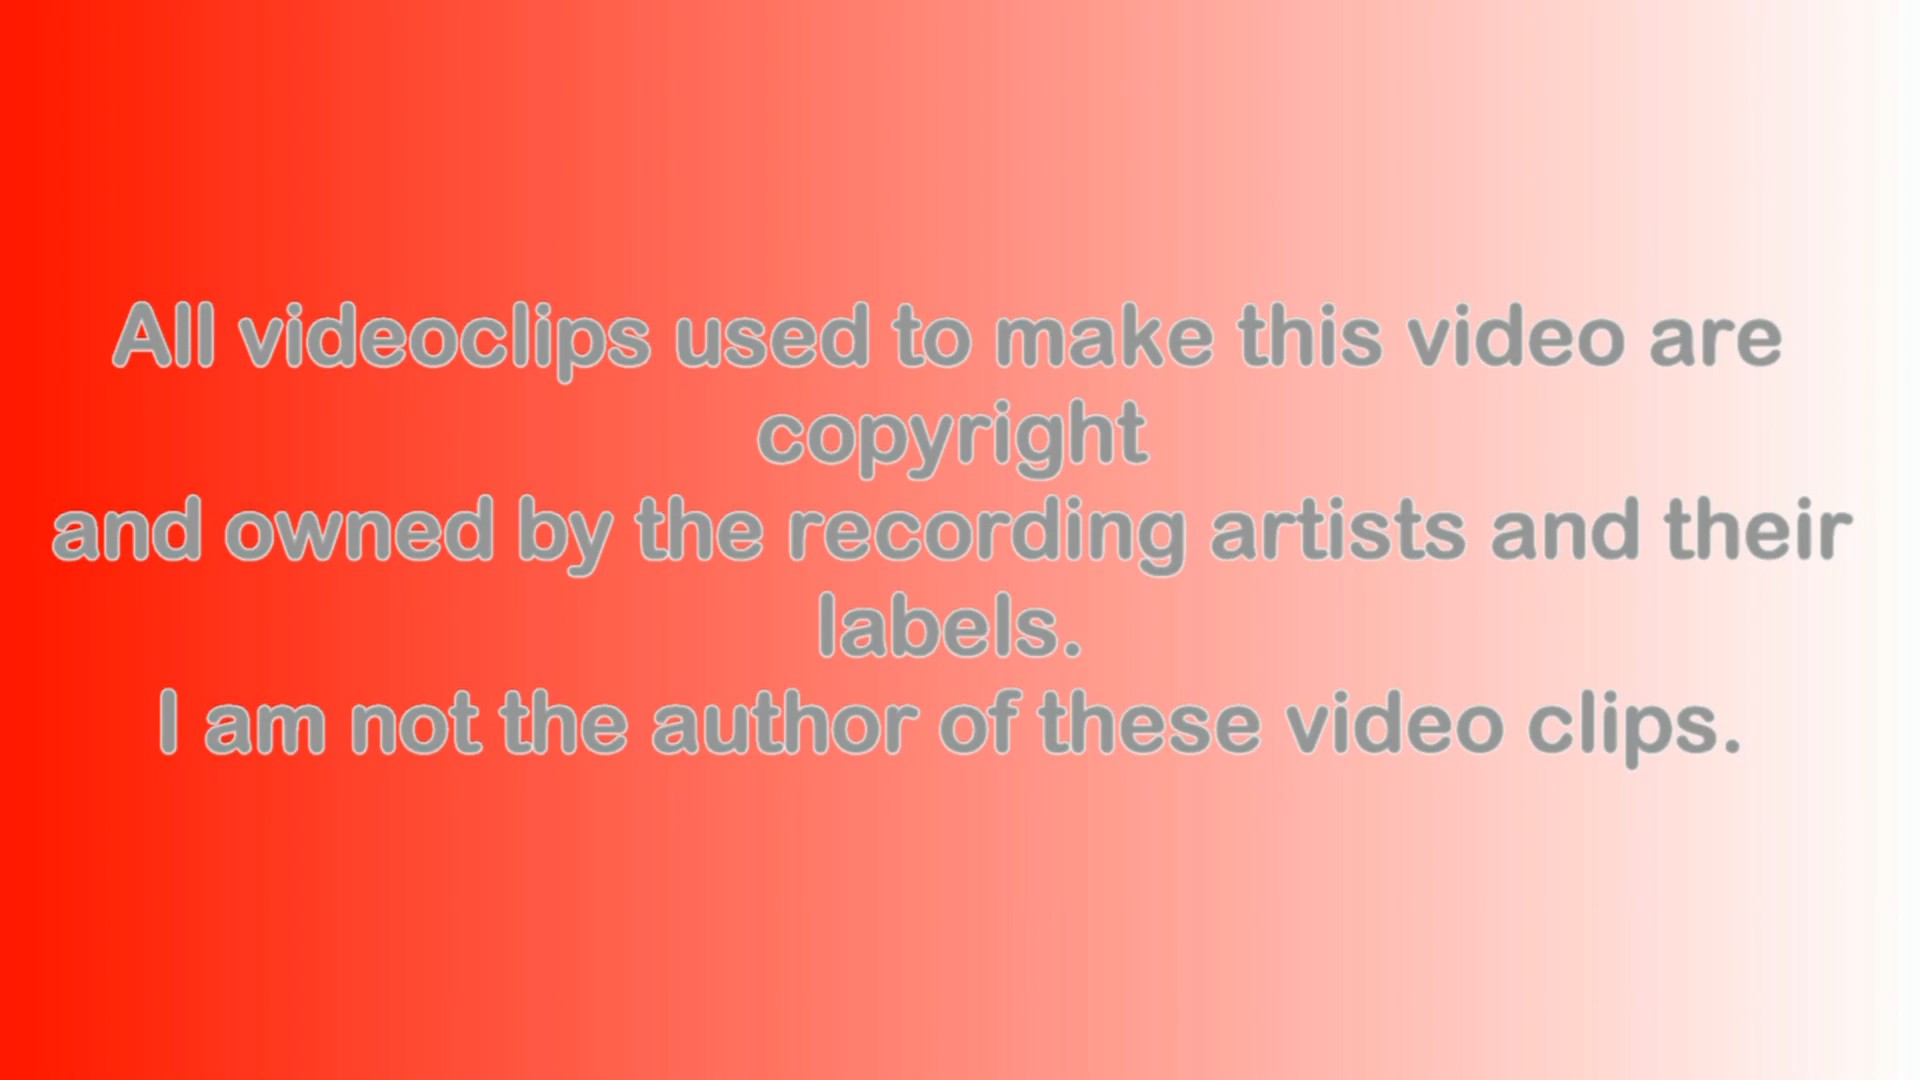 All videoclips used to make this video are
copyright
and owned by the recording artists and their
labels.
I am not the author of these video clips.